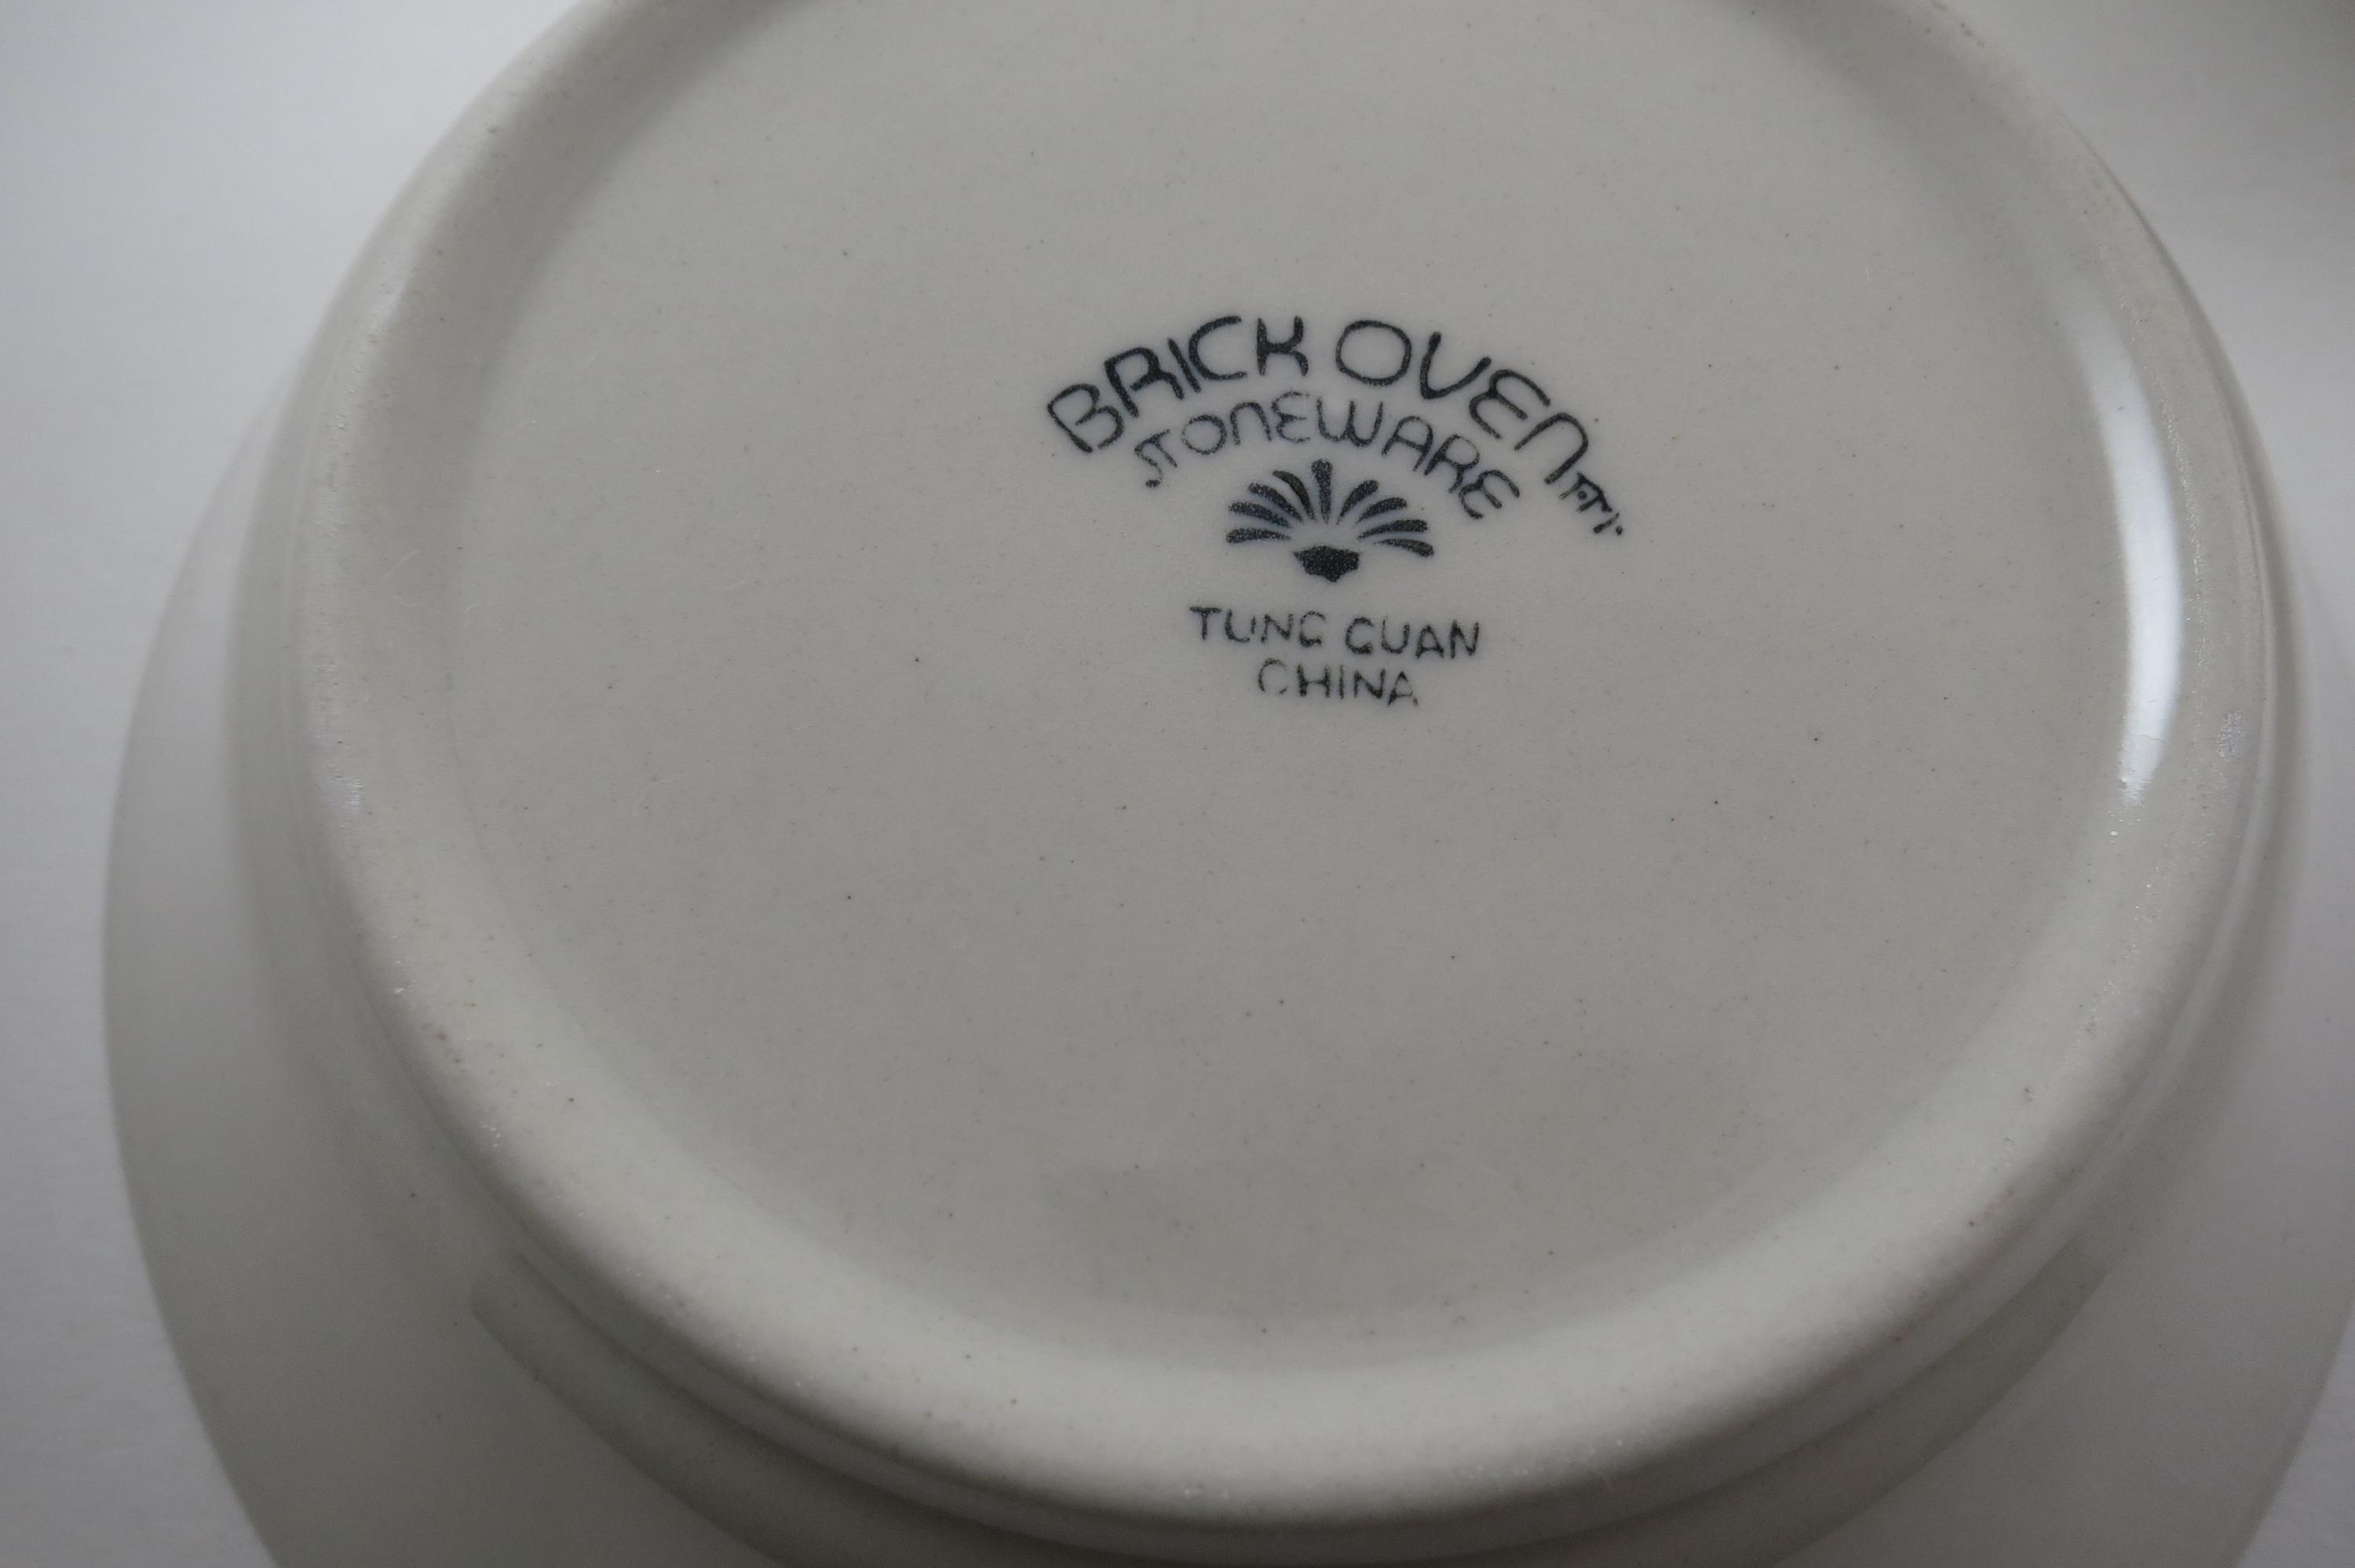 BRICK OVEN
STONEWARE
TUNG GUAN
CHINA